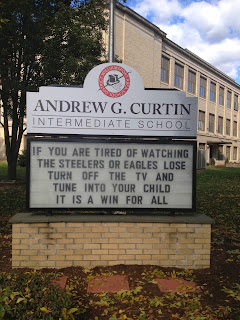 ANDREW G. CURTIN
INTERMEDIATE SCHOOL
IF YOU ARE TIRED OF WATCHING
THE STEELERS OR EAGLES LOSE
TURN OFF THE TV AND
TUNE INTO YOUR CHILD
IT IS A WIN FOR ALL